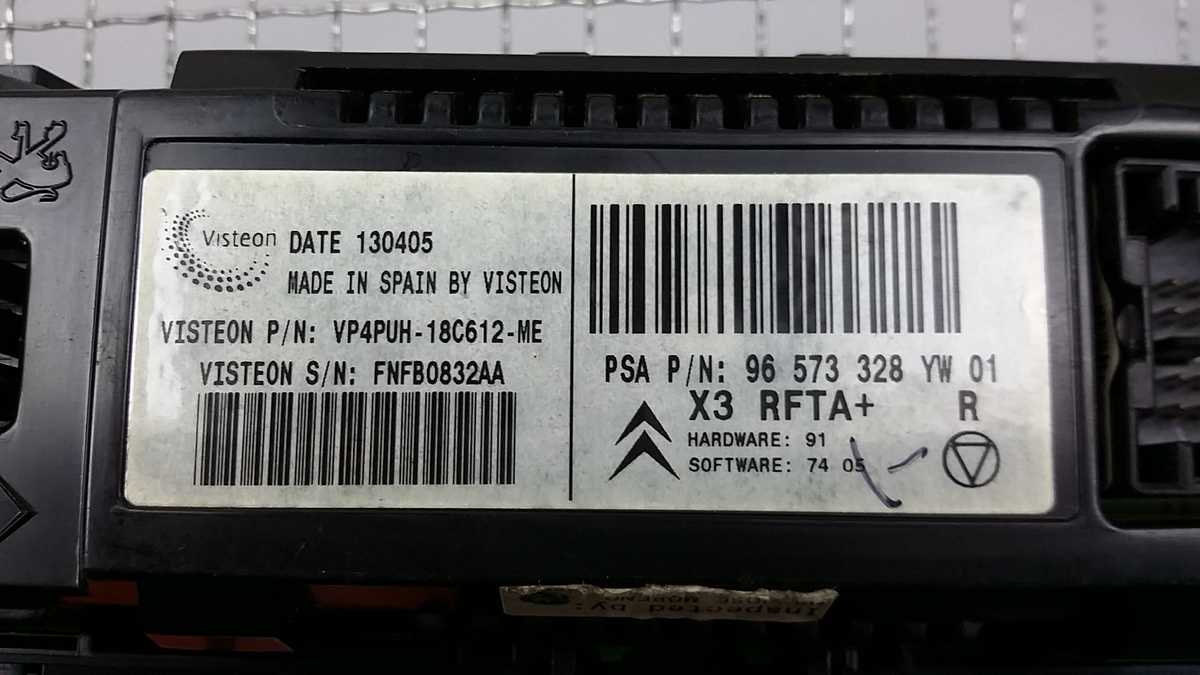 Visteon
DATE 130405
MADE IN SPAIN BY VISTEON
VISTEON P/N: VP4PUH-18C612-ME
VISTEON S/N: FNFB0832AA
PSA P/N: 96 573 328 YW 01
X3 RFTA+ R
HARDWARE: 91
SOFTWARE: 74 05
Inspected by: